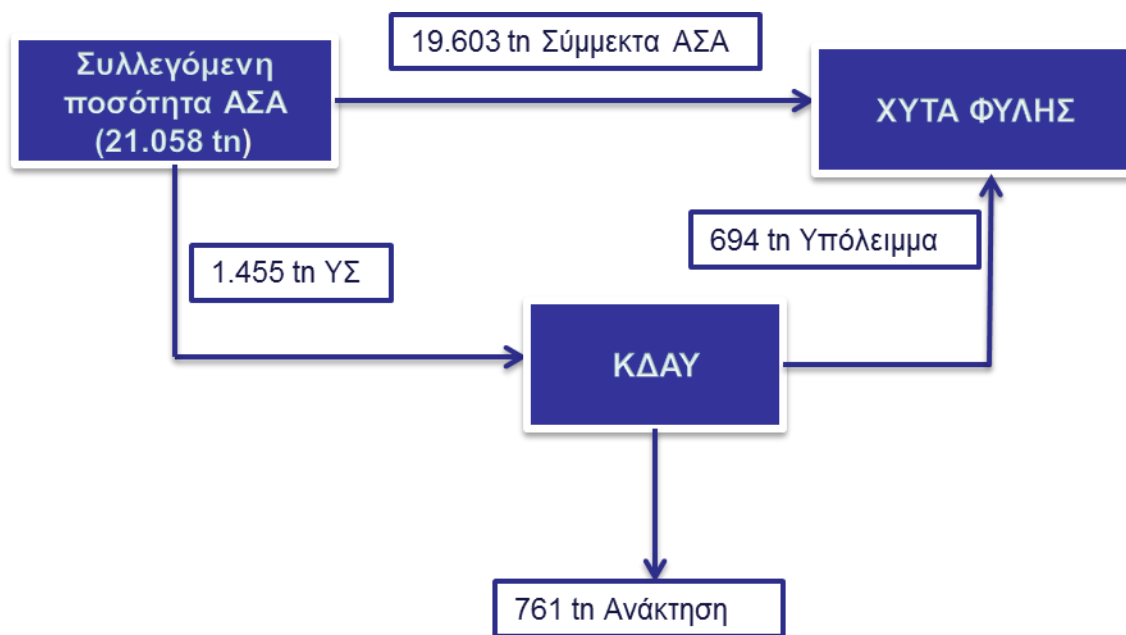 19.603 tn Σύμμεκτα ΑΣΑ
Συλλεγόμενη
ποσότητα ΑΣΑ
(21.058 tn)
ΧΥΤΑ ΦΥΛΗΣ
694 tn Υπόλειμμα
1.455 tn ΥΣ
ΚΔΑΥ
761 tn Ανάκτηση